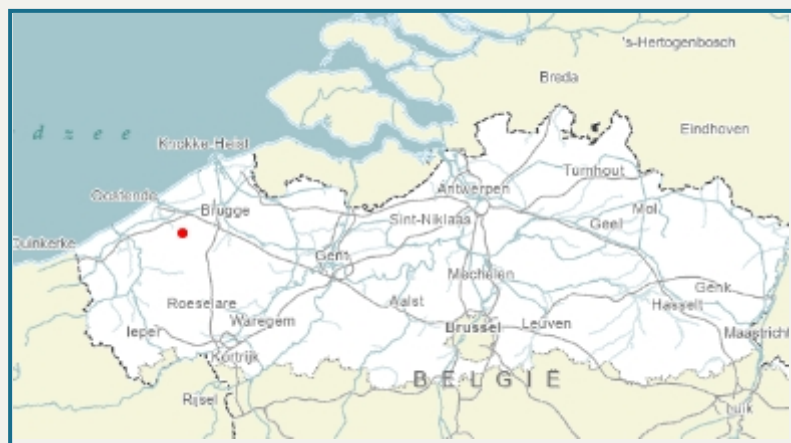 's-Hertogenbosch
Breda
d z e e
Eindhoven
Knokke-Heist
Turnhout
Antwerpen
Oostende
Mol
Brugge
Sint-Niklaas
Geel
Duinkerke
Gent
Mechelen
Genk
Roeselare
Aalst
Hasselt
Waregem
Brussel
Leuven
Ieper
Maastricht
Kortrijk
BELGIË
Rijsel
Luik